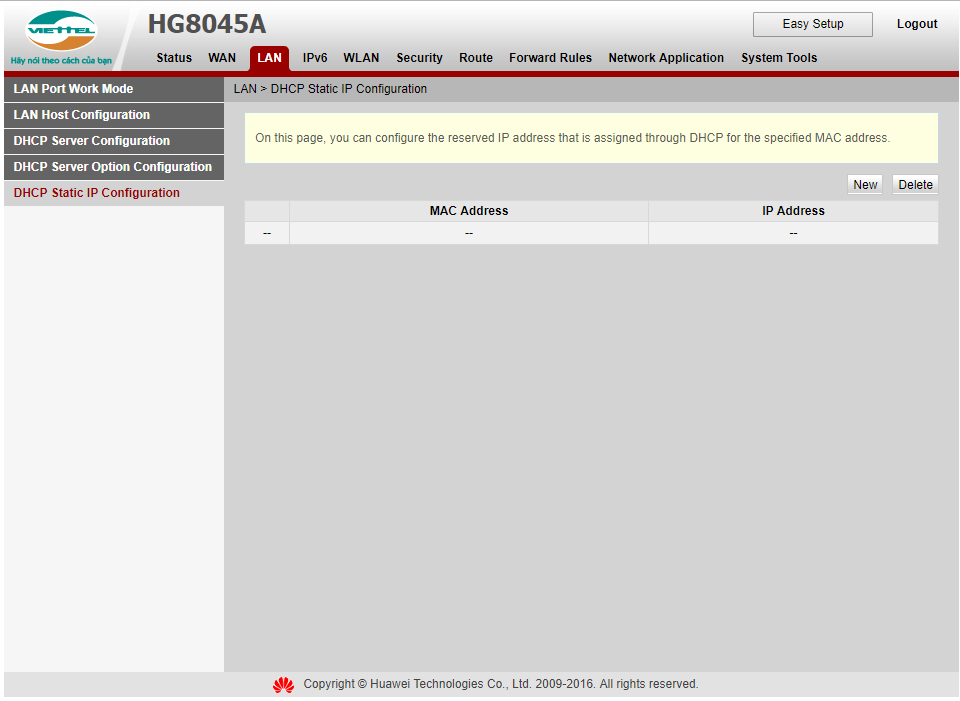 VIETTEL
Hãy nói theo cách của bạn
HG8045A
Easy Setup
Logout
Status WAN LAN IPv6 WLAN Security Route Forward Rules Network Application System Tools
LAN Port Work Mode
LAN Host Configuration
DHCP Server Configuration
DHCP Server Option Configuration
DHCP Static IP Configuration
LAN > DHCP Static IP Configuration
On this page, you can configure the reserved IP address that is assigned through DHCP for the specified MAC address.
New Delete
MAC Address IP Address
-- -- --
Copyright © Huawei Technologies Co., Ltd. 2009-2016. All rights reserved.